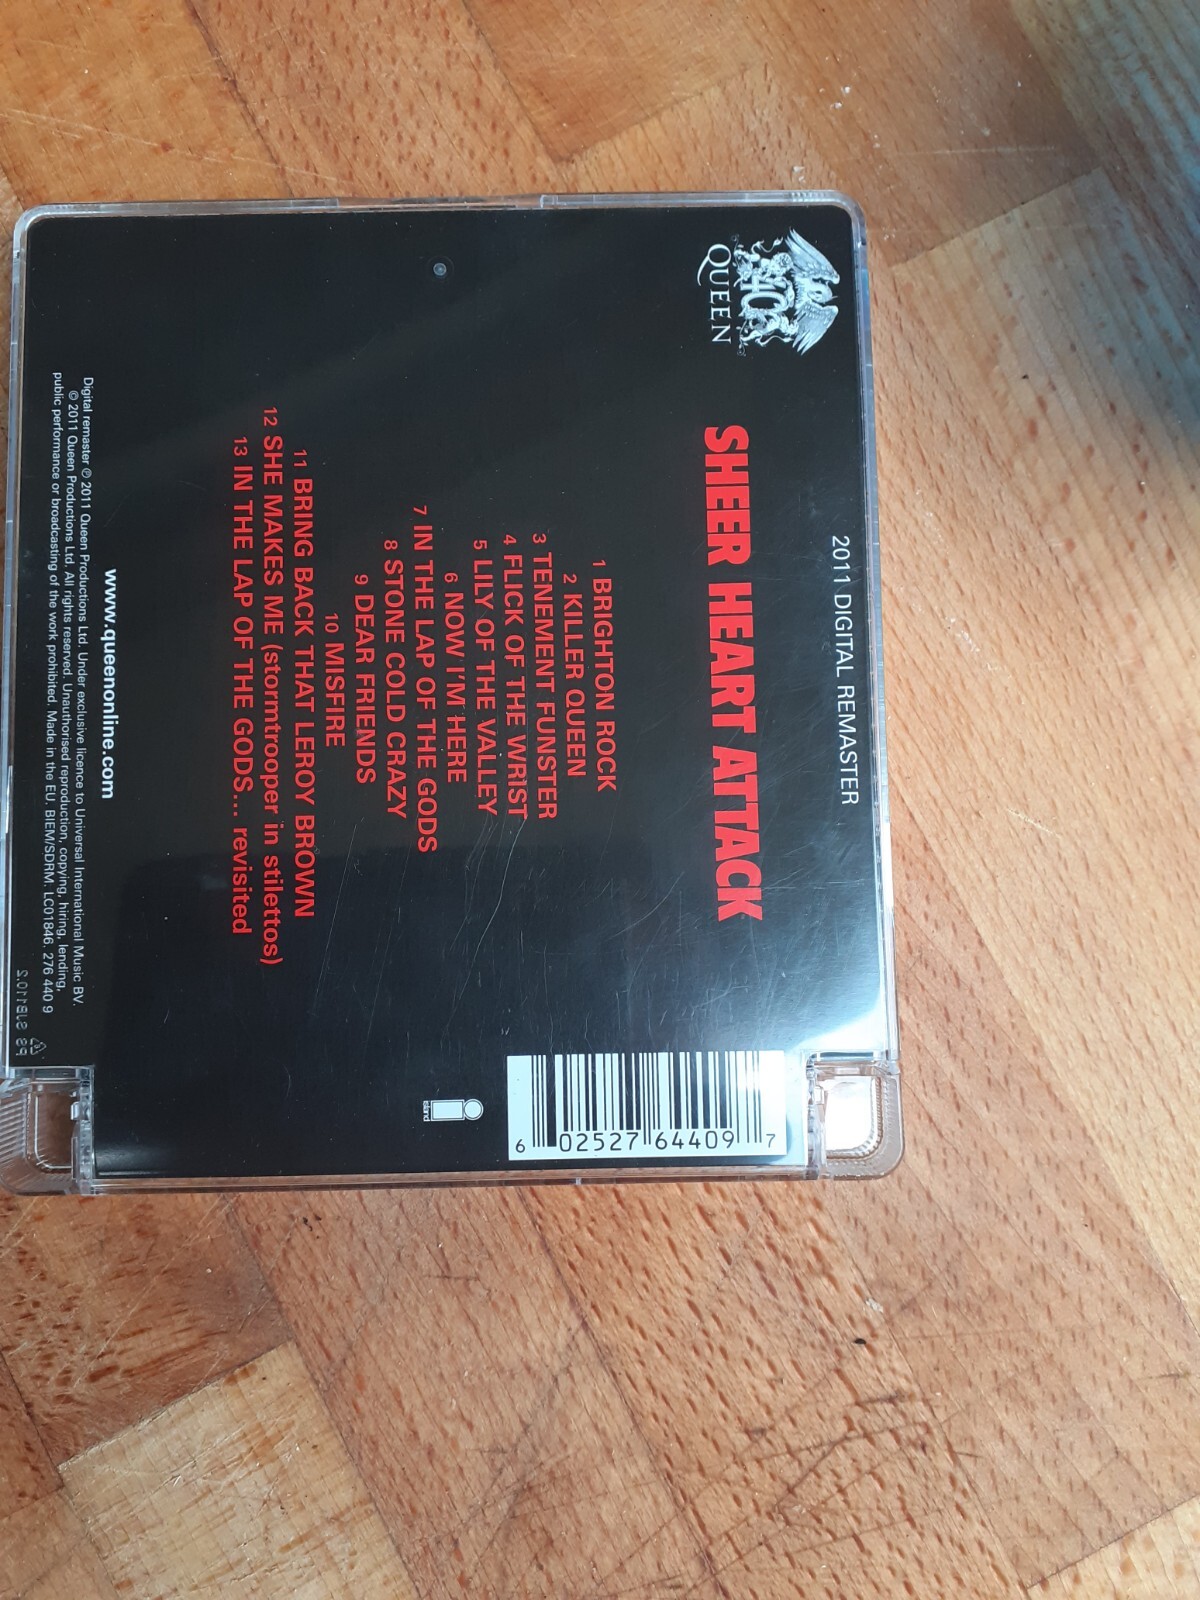 40
QUEEN
2011 DIGITAL REMASTER
SHEER HEART ATTACK
1 BRIGHTON ROCK
2 KILLER QUEEN
3 TENEMENT FUNSTER
4 FLICK OF THE WRIST
5 LILY OF THE VALLEY
6 NOW I'M HERE
7 IN THE LAP OF THE GODS
8 STONE COLD CRAZY
9 DEAR FRIENDS
10 MISFIRE
11 BRING BACK THAT LEROY BROWN
12 SHE MAKES ME (stormtrooper in stilettos)
13 IN THE LAP OF THE GODS... revisited
6 02527 64409 7
island
www.queenonline.com
Digital remaster ℗ 2011 Queen Productions Ltd. Under exclusive licence to Universal International Music BV.
© 2011 Queen Productions Ltd. All rights reserved. Unauthorised reproduction, copying, hiring, lending,
public performance or broadcasting of the work prohibited. Made in the EU. BIEM/SDRM. LC01846. 276 440 9